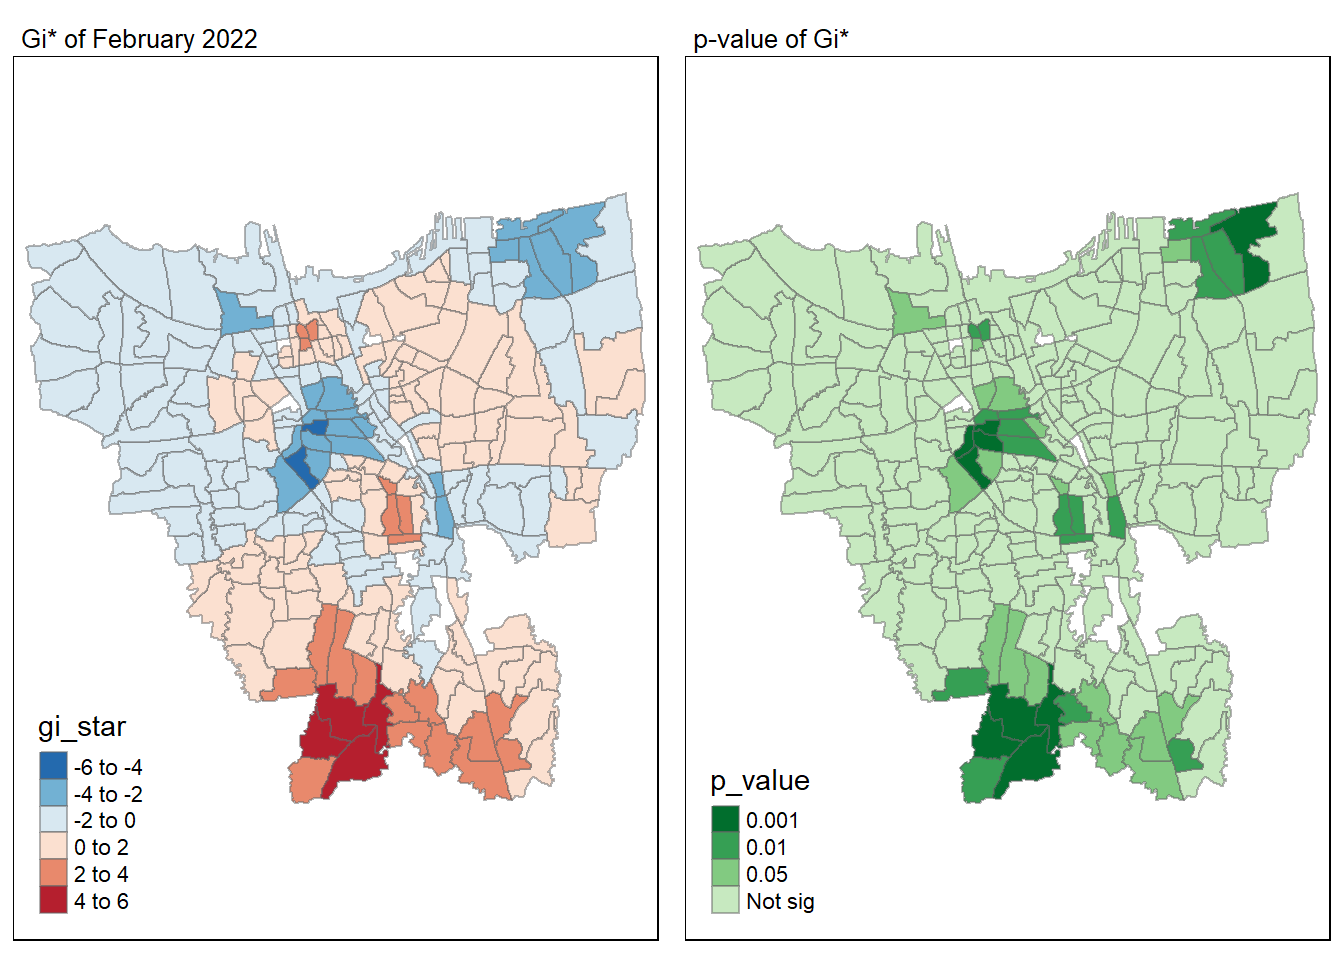 Gi* of February 2022
gi_star
-6 to -4
-4 to -2
-2 to 0
0 to 2
2 to 4
4 to 6
p-value of Gi*
p_value
0.001
0.01
0.05
Not sig